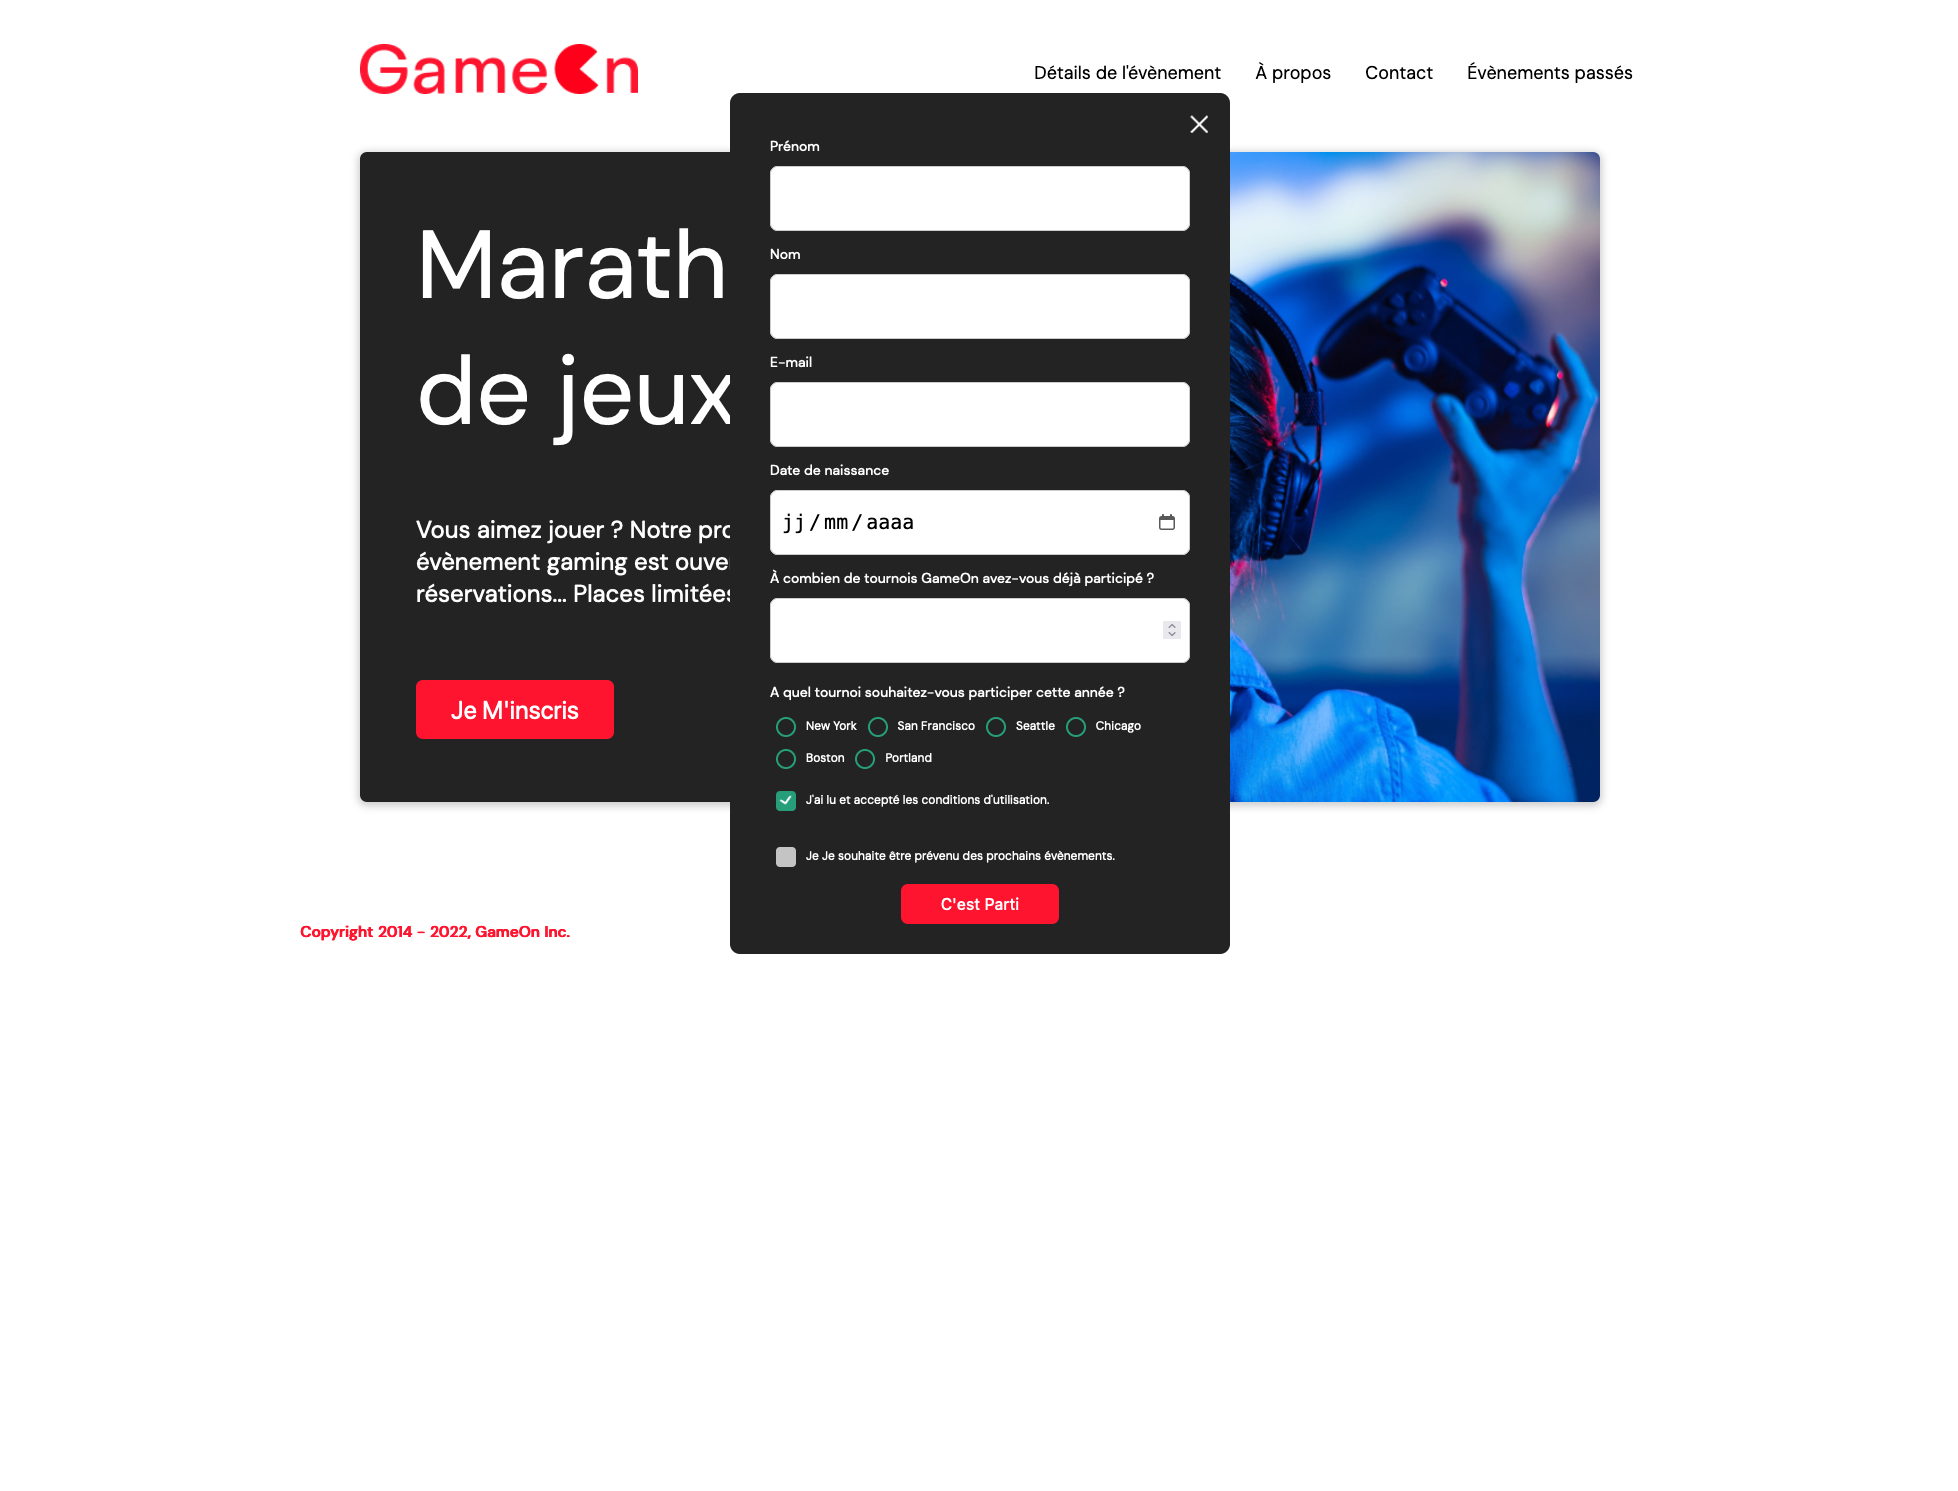 GameOn
Détails de l'évènement À propos Contact Évènements passés
Marath
de jeux
Vous aimez jouer ? Notre pro
évènement gaming est ouve
réservations... Places limitées
Je M'inscris
Prénom
Nom
E-mail
Date de naissance
jj/mm/aaaa
À combien de tournois GameOn avez-vous déjà participé ?
A quel tournoi souhaitez-vous participer cette année ?
New York San Francisco Seattle Chicago
Boston Portland
J'ai lu et accepté les conditions d'utilisation.
Je Je souhaite être prévenu des prochains évènements.
C'est Parti
Copyright 2014 - 2022, GameOn Inc.